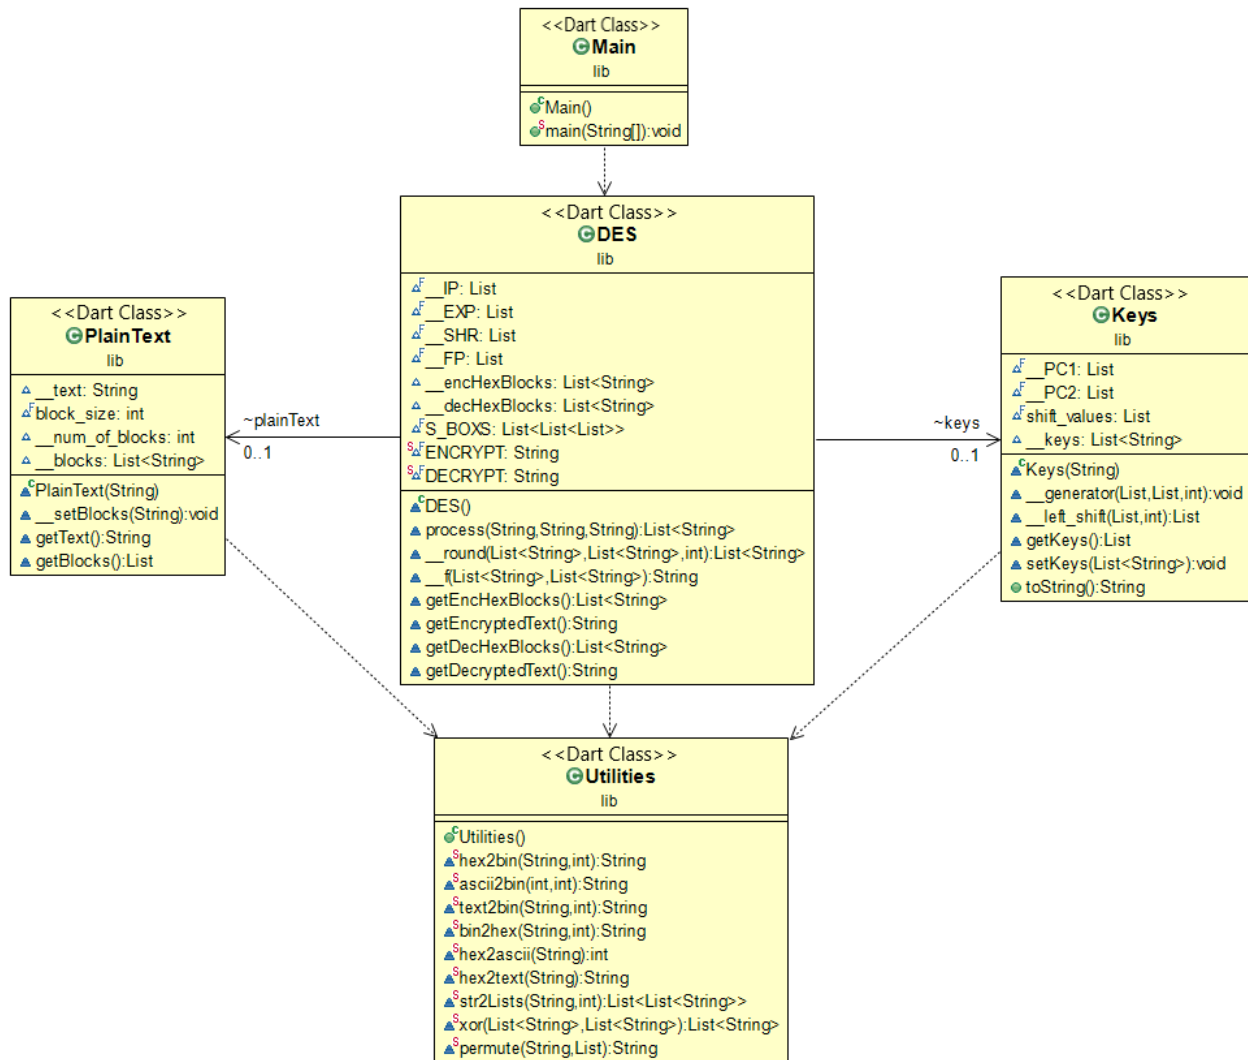 <<Dart Class>>
Main
lib
Main()
main(String[]):void
<<Dart Class>>
DES
lib
__IP: List
__EXP: List
__SHR: List
__FP: List
__encHexBlocks: List<String>
__decHexBlocks: List<String>
S_BOXS: List<List<List>>
ENCRYPT: String
DECRYPT: String
DES()
process(String,String,String):List<String>
__round(List<String>,List<String>,int):List<String>
__f(List<String>,List<String>):String
getEncHexBlocks():List<String>
getEncryptedText():String
getDecHexBlocks():List<String>
getDecryptedText():String
<<Dart Class>>
PlainText
lib
__text: String
block_size: int
__num_of_blocks: int
__blocks: List<String>
PlainText(String)
__setBlocks(String):void
getText():String
getBlocks():List
~plainText
0..1
~keys
0..1
<<Dart Class>>
Keys
lib
__PC1: List
__PC2: List
shift_values: List
__keys: List<String>
Keys(String)
__generator(List,List,int):void
__left_shift(List,int):List
getKeys():List
setKeys(List<String>):void
toString():String
<<Dart Class>>
Utilities
lib
Utilities()
hex2bin(String,int):String
ascii2bin(int,int):String
text2bin(String,int):String
bin2hex(String,int):String
hex2ascii(String):int
hex2text(String):String
str2Lists(String,int):List<List<String>>
xor(List<String>,List<String>):List<String>
permute(String,List):String